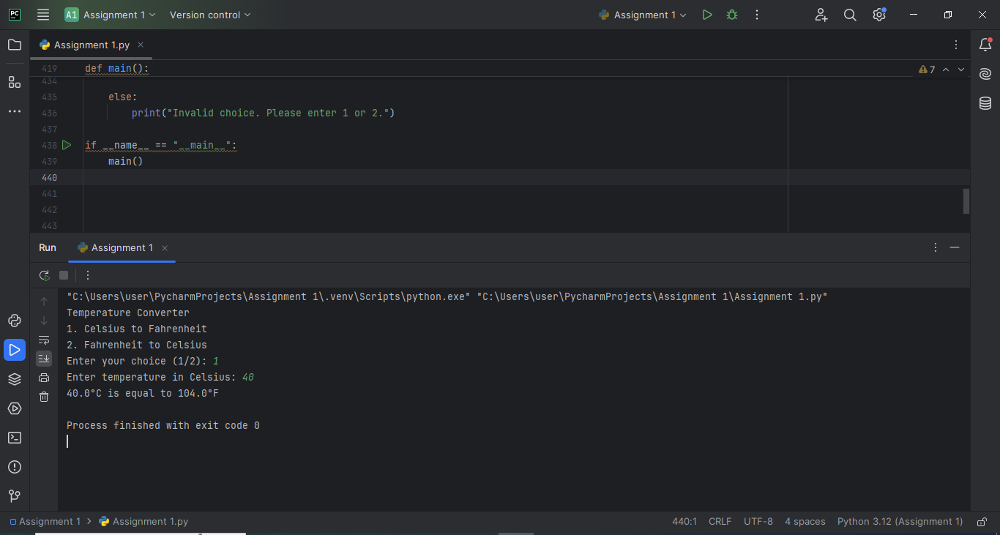 PC A1 Assignment 1 Version control Assignment 1
Assignment 1.py
419 def main(): 7
434
435 else:
436 print("Invalid choice. Please enter 1 or 2.")
437
438 if __name__ == "__main__":
439 main()
440
441
442
443
Run Assignment 1
"C:\Users\user\PycharmProjects\Assignment 1\.venv\Scripts\python.exe" "C:\Users\user\PycharmProjects\Assignment 1\Assignment 1.py"
Temperature Converter
1. Celsius to Fahrenheit
2. Fahrenheit to Celsius
Enter your choice (1/2): 1
Enter temperature in Celsius: 40
40.0°C is equal to 104.0°F
Process finished with exit code 0
Assignment 1 > Assignment 1.py 440:1 CRLF UTF-8 4 spaces Python 3.12 (Assignment 1)